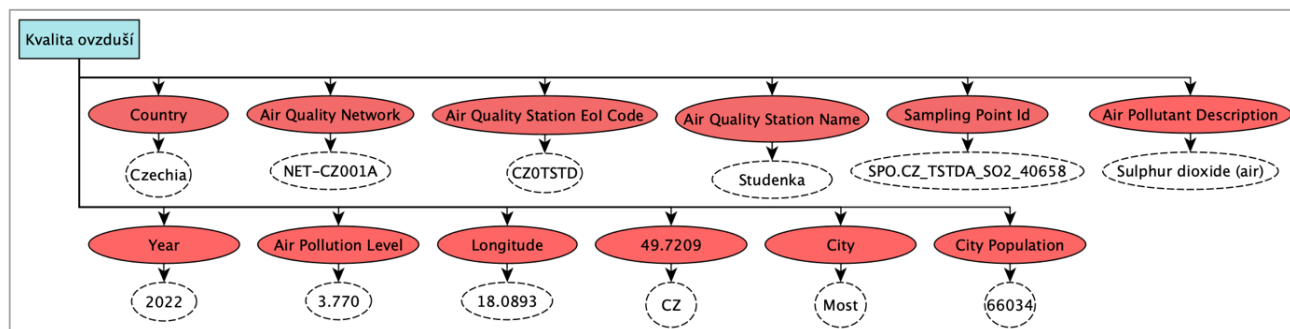 Kvalita ovzduší
Country
Air Quality Network
Air Quality Station EoI Code
Air Quality Station Name
Sampling Point Id
Air Pollutant Description
Czechia
NET-CZ001A
CZ0TSTD
Studenka
SPO.CZ_TSTDA_SO2_40658
Sulphur dioxide (air)
Year
Air Pollution Level
Longitude
49.7209
City
City Population
2022
3.770
18.0893
CZ
Most
66034